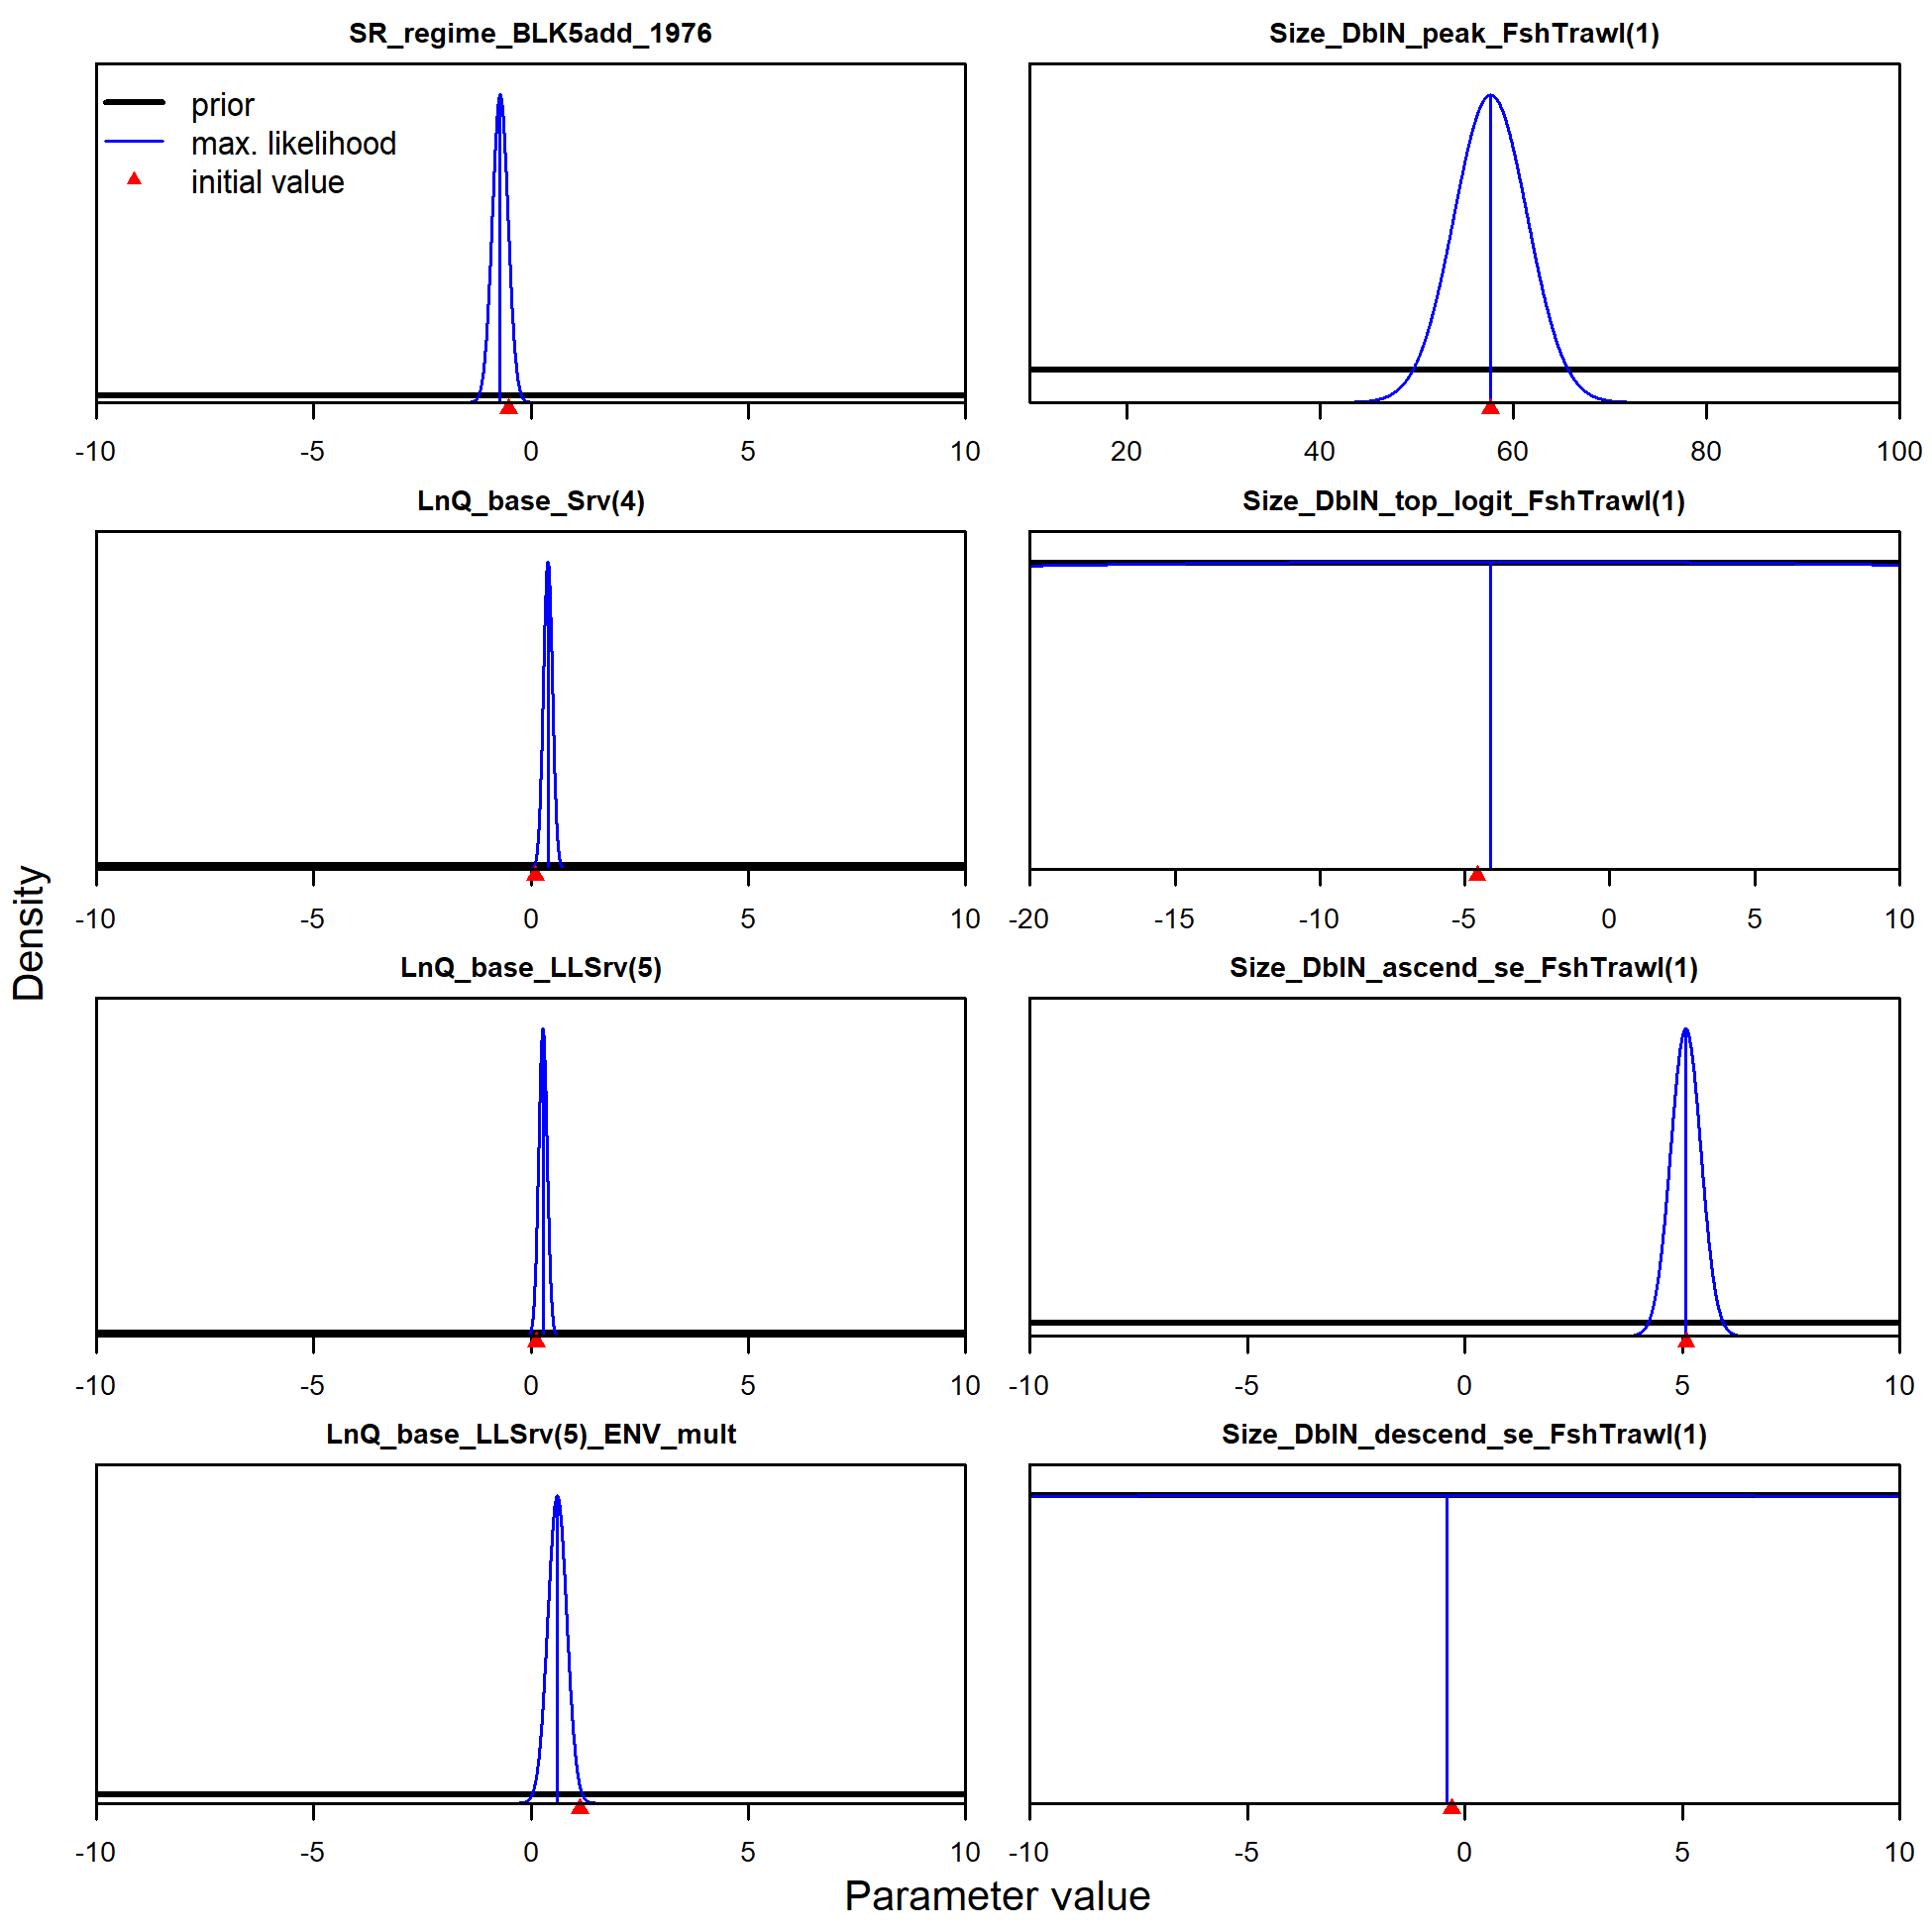 SR_regime_BLK5add_1976
prior
max. likelihood
initial value
-10 -5 0 5 10
Size_DblN_peak_FshTrawl(1)
20 40 60 80 100
LnQ_base_Srv(4)
-10 -5 0 5 10
Size_DblN_top_logit_FshTrawl(1)
-20 -15 -10 -5 0 5 10
LnQ_base_LLSrv(5)
-10 -5 0 5 10
Size_DblN_ascend_se_FshTrawl(1)
-10 -5 0 5 10
LnQ_base_LLSrv(5)_ENV_mult
-10 -5 0 5 10
Size_DblN_descend_se_FshTrawl(1)
-10 -5 0 5 10
Density
Parameter value